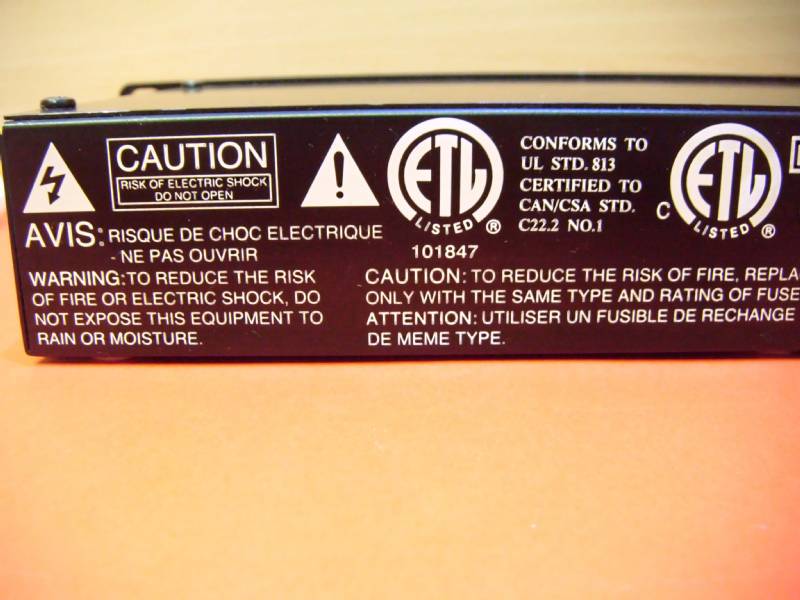 CAUTION
RISK OF ELECTRIC SHOCK
DO NOT OPEN
AVIS: RISQUE DE CHOC ELECTRIQUE
- NE PAS OUVRIR
WARNING: TO REDUCE THE RISK
OF FIRE OR ELECTRIC SHOCK, DO
NOT EXPOSE THIS EQUIPMENT TO
RAIN OR MOISTURE.
!
ETL
LISTED ®
101847
CONFORMS TO
UL STD. 813
CERTIFIED TO
CAN/CSA STD.
C22.2 NO.1
C ETL
LISTED ®
CAUTION: TO REDUCE THE RISK OF FIRE, REPLA
ONLY WITH THE SAME TYPE AND RATING OF FUSE
ATTENTION: UTILISER UN FUSIBLE DE RECHANGE
DE MEME TYPE.